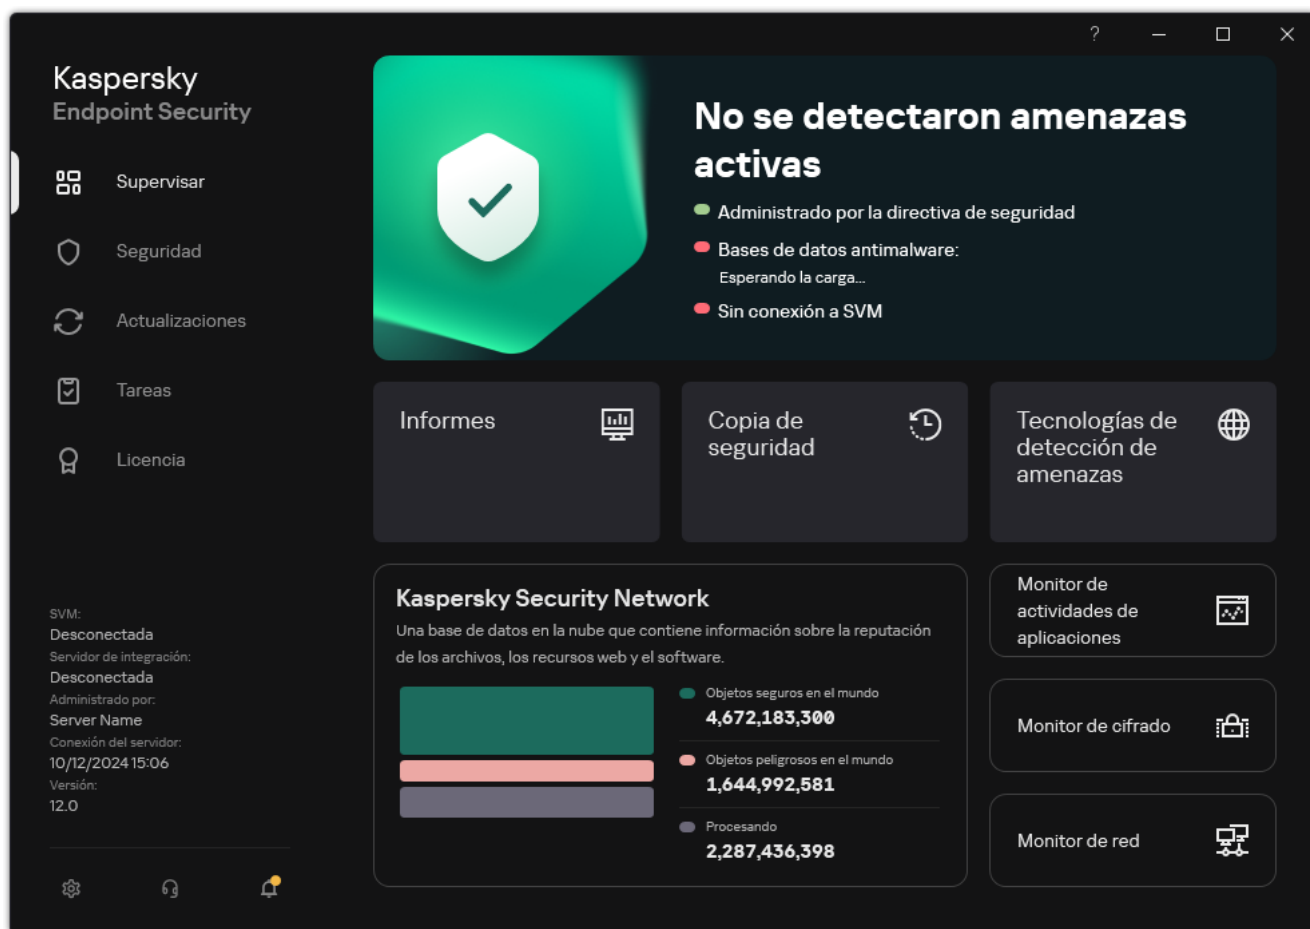 ?
Kaspersky
Endpoint Security
Supervisar
Seguridad
Actualizaciones
Tareas
Licencia
SVM:
Desconectada
Servidor de integración:
Desconectada
Administrado por:
Server Name
Conexión del servidor:
10/12/2024 15:06
Versión:
12.0
No se detectaron amenazas
activas
Administrado por la directiva de seguridad
Bases de datos antimalware:
Esperando la carga...
Sin conexión a SVM
Informes
Copia de
seguridad
Tecnologías de
detección de
amenazas
Kaspersky Security Network
Una base de datos en la nube que contiene información sobre la reputación
de los archivos, los recursos web y el software.
Objetos seguros en el mundo
4,672,183,300
Objetos peligrosos en el mundo
1,644,992,581
Procesando
2,287,436,398
Monitor de
actividades de
aplicaciones
Monitor de cifrado
Monitor de red